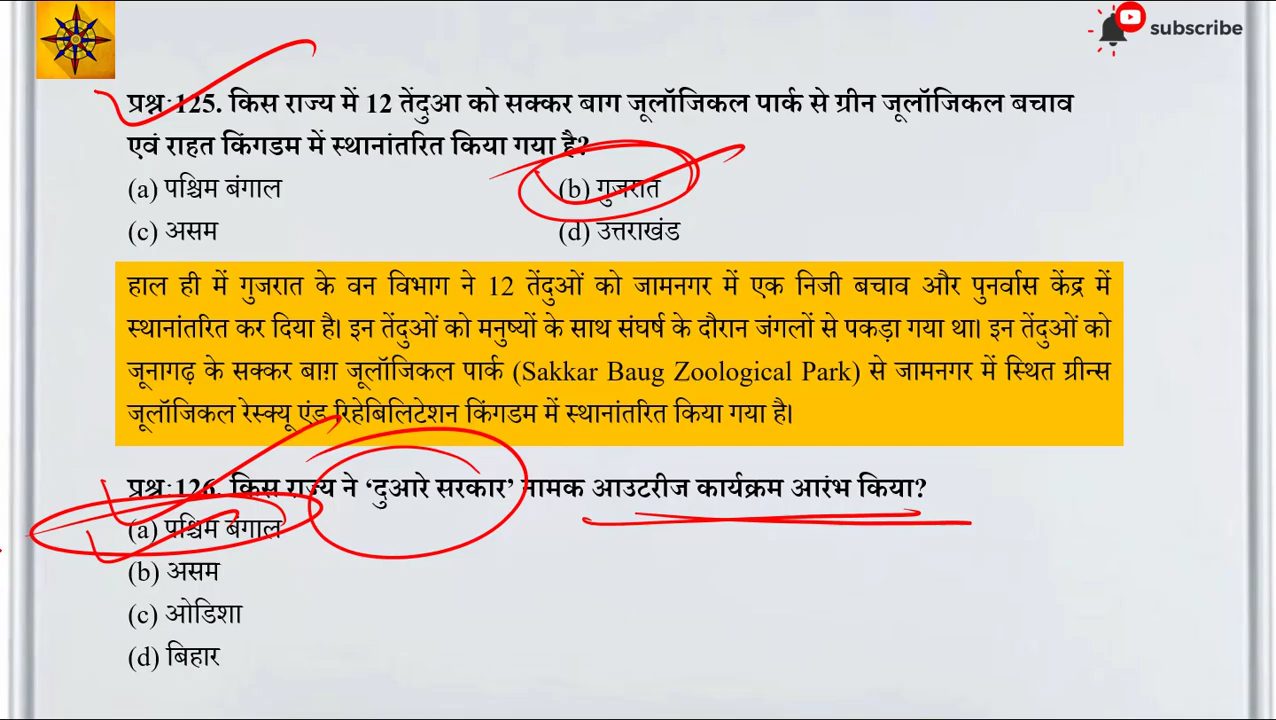 subscribe
प्रश्न:125. किस राज्य में 12 तेंदुआ को सक्कर बाग जूलॉजिकल पार्क से ग्रीन जूलॉजिकल बचाव
एवं राहत किंगडम में स्थानांतरित किया गया है?
(a) पश्चिम बंगाल (b) गुजरात
(c) असम (d) उत्तराखंड
हाल ही में गुजरात के वन विभाग ने 12 तेंदुओं को जामनगर में एक निजी बचाव और पुनर्वास केंद्र में
स्थानांतरित कर दिया है। इन तेंदुओं को मनुष्यों के साथ संघर्ष के दौरान जंगलों से पकड़ा गया था। इन तेंदुओं को
जूनागढ़ के सक्कर बाग़ जूलॉजिकल पार्क (Sakkar Baug Zoological Park) से जामनगर में स्थित ग्रीन्स
जूलॉजिकल रेस्क्यू एंड रिहेबिलिटेशन किंगडम में स्थानांतरित किया गया है।
प्रश्न:126. किस राज्य ने ‘दुआरे सरकार’ नामक आउटरीज कार्यक्रम आरंभ किया?
(a) पश्चिम बंगाल
(b) असम
(c) ओडिशा
(d) बिहार